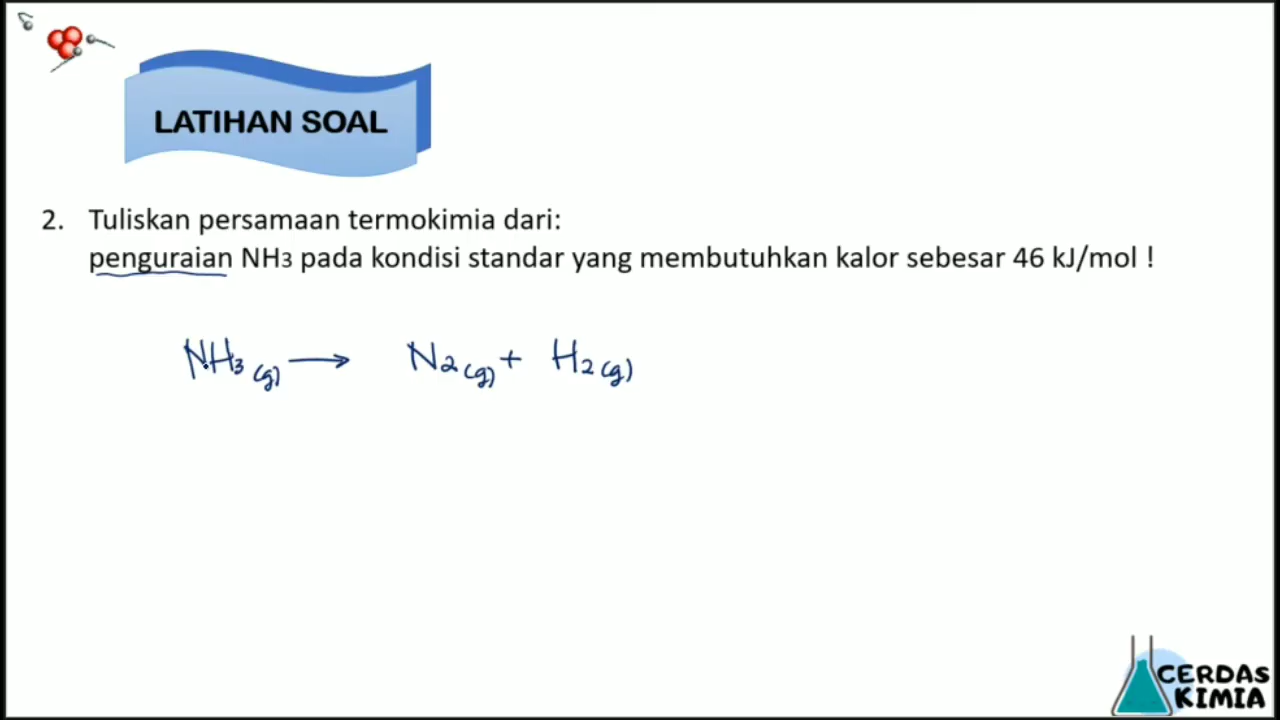 LATIHAN SOAL
2. Tuliskan persamaan termokimia dari:
penguraian NH3 pada kondisi standar yang membutuhkan kalor sebesar 46 kJ/mol !
NH₃ (g) ⟶ N₂ (g) + H₂ (g)
CERDAS
KIMIA